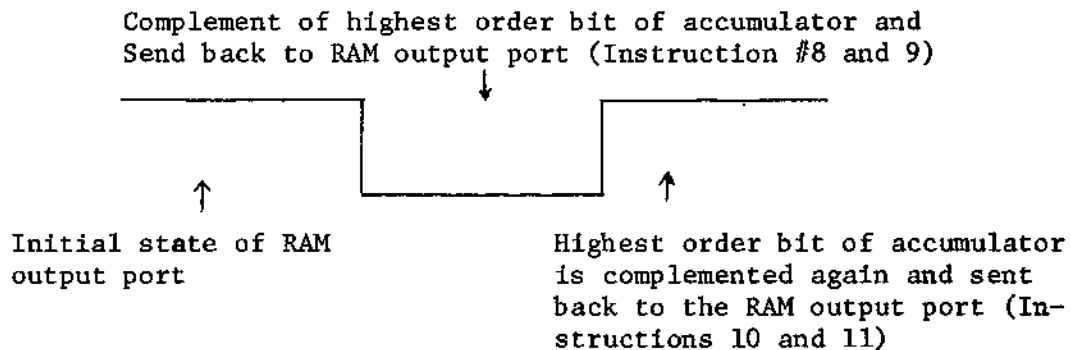 Complement of highest order bit of accumulator and
Send back to RAM output port (Instruction #8 and 9)
Initial state of RAM
output port
Highest order bit of accumulator
is complemented again and sent
back to the RAM output port (In-
structions 10 and 11)